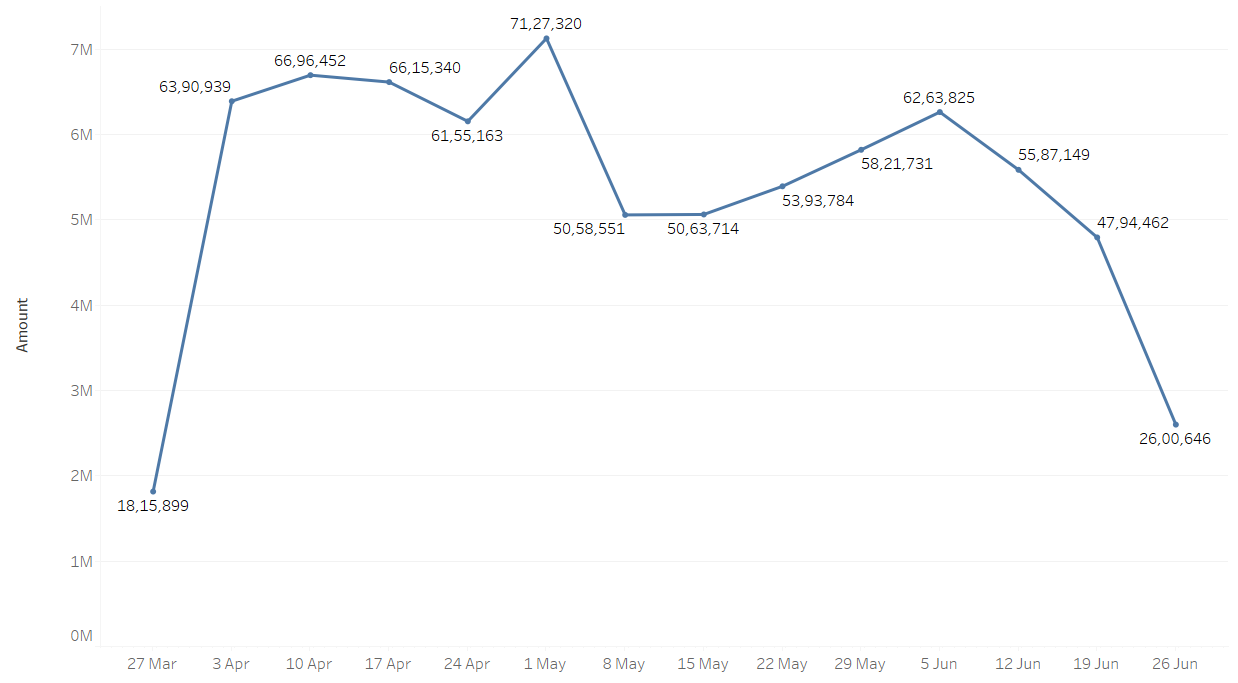 71,27,320
7M
66,96,452
66,15,340
63,90,939
62,63,825
6M
61,55,163
55,87,149
58,21,731
53,93,784
5M
50,58,551
50,63,714
47,94,462
Amount
4M
3M
26,00,646
2M
18,15,899
1M
0M
27 Mar 3 Apr 10 Apr 17 Apr 24 Apr 1 May 8 May 15 May 22 May 29 May 5 Jun 12 Jun 19 Jun 26 Jun